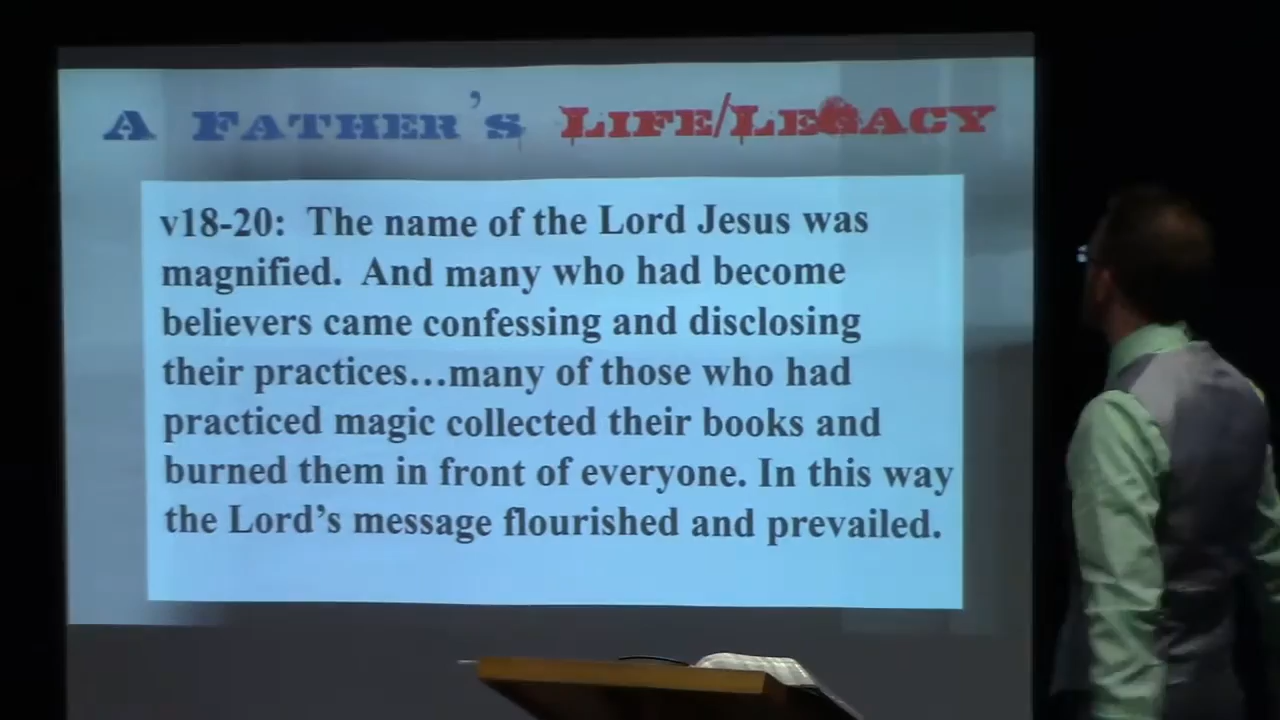 A FATHER'S LIFE/LEGACY
v18-20: The name of the Lord Jesus was
magnified. And many who had become
believers came confessing and disclosing
their practices...many of those who had
practiced magic collected their books and
burned them in front of everyone. In this way
the Lord's message flourished and prevailed.